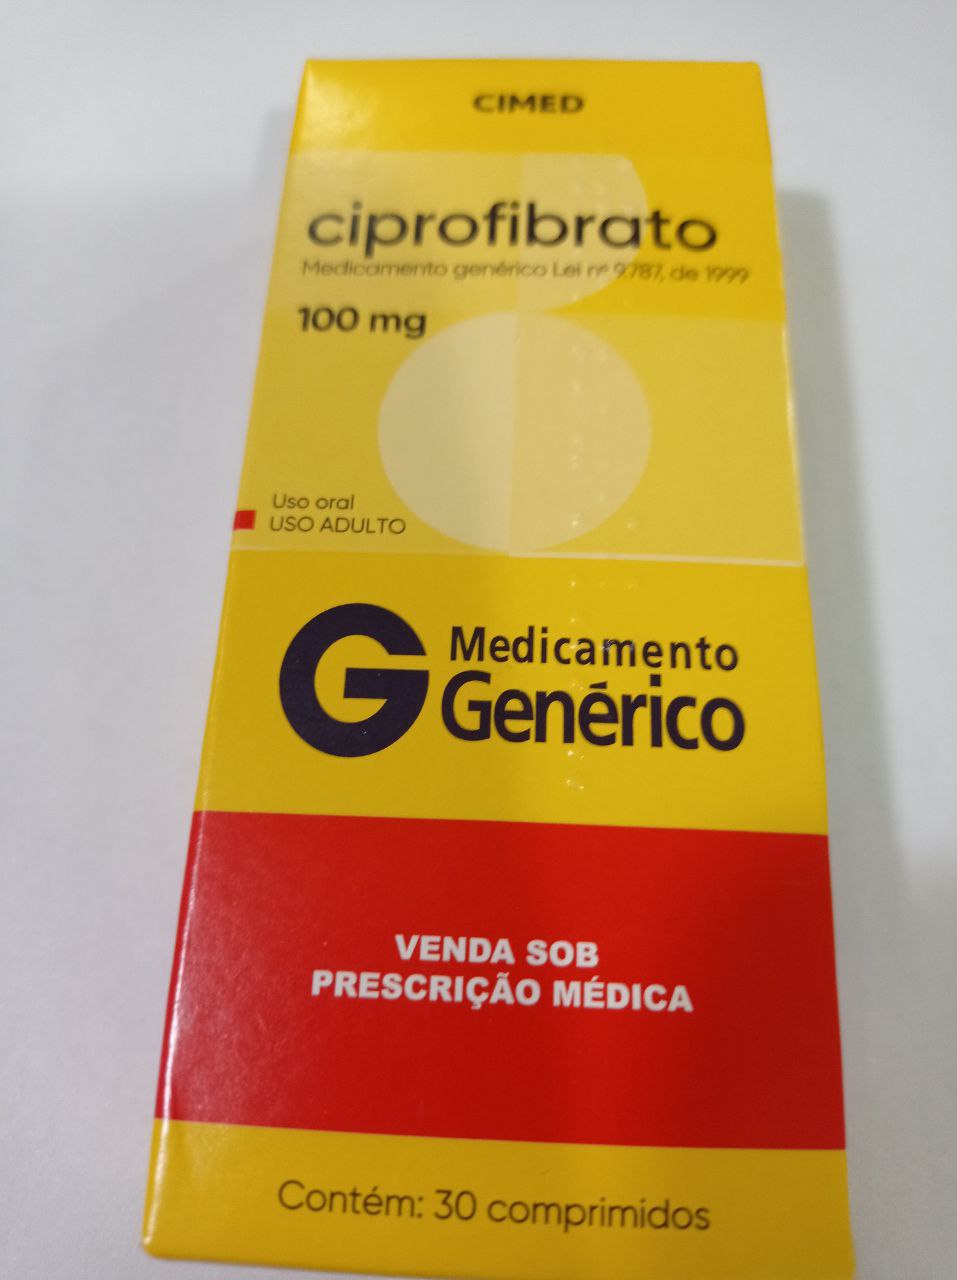 CIMED
ciprofibrato
Medicamento genérico Lei nº 9.787, de 1999
100 mg
Uso oral
USO ADULTO
G Medicamento
Genérico
VENDA SOB
PRESCRIÇÃO MÉDICA
Contém: 30 comprimidos